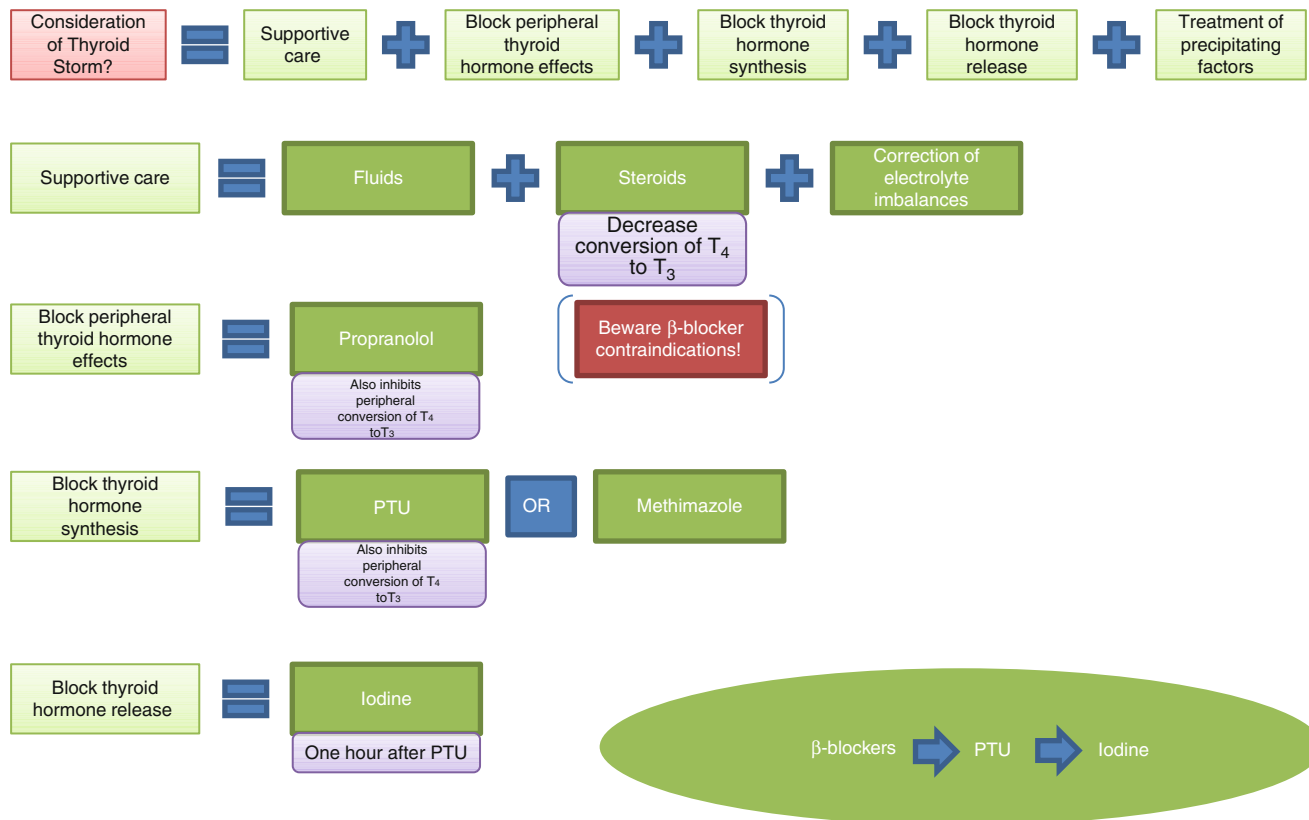 Consideration
of Thyroid
Storm?
Supportive
care
Block peripheral
thyroid
hormone effects
Block thyroid
hormone
synthesis
Block thyroid
hormone
release
Treatment of
precipitating
factors
Supportive care
Fluids
Steroids
Correction of
electrolyte
imbalances
Decrease
conversion of T₄
to T₃
Block peripheral
thyroid hormone
effects
Propranolol
Beware β-blocker
contraindications!
Also inhibits
peripheral
conversion of T₄
toT₃
Block thyroid
hormone
synthesis
PTU
OR
Methimazole
Also inhibits
peripheral
conversion of T₄
toT₃
Block thyroid
hormone release
Iodine
One hour after PTU
β-blockers
PTU
Iodine